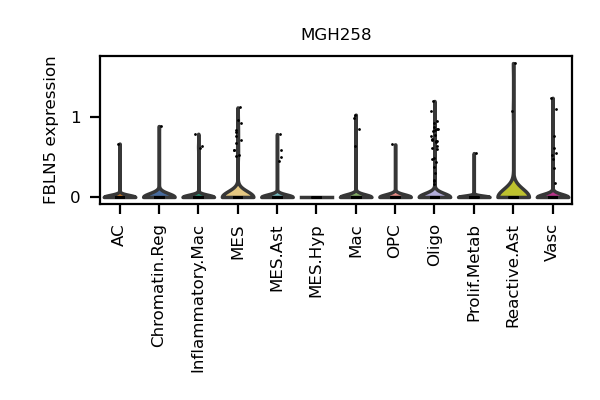 MGH258
FBLN5 expression
1
0
AC
Chromatin.Reg
Inflammatory.Mac
MES
MES.Ast
MES.Hyp
Mac
OPC
Oligo
Prolif.Metab
Reactive.Ast
Vasc